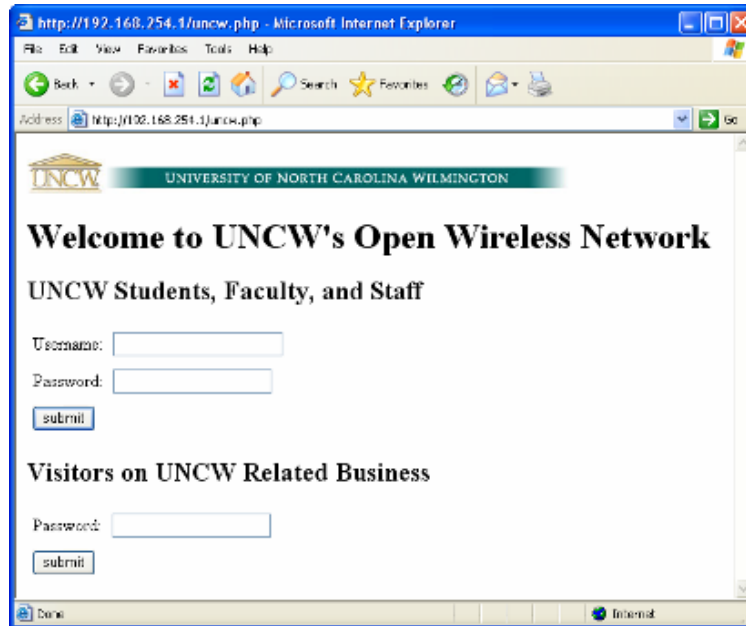 http://192.168.254.1/uncw.php - Microsoft Internet Explorer
File Edit View Favorites Tools Help
Back Search Favorites
Address http://192.168.254.1/uncw.php Go
UNCW UNIVERSITY OF NORTH CAROLINA WILMINGTON
Welcome to UNCW's Open Wireless Network
UNCW Students, Faculty, and Staff
Username:
Password:
submit
Visitors on UNCW Related Business
Password:
submit
Done Internet